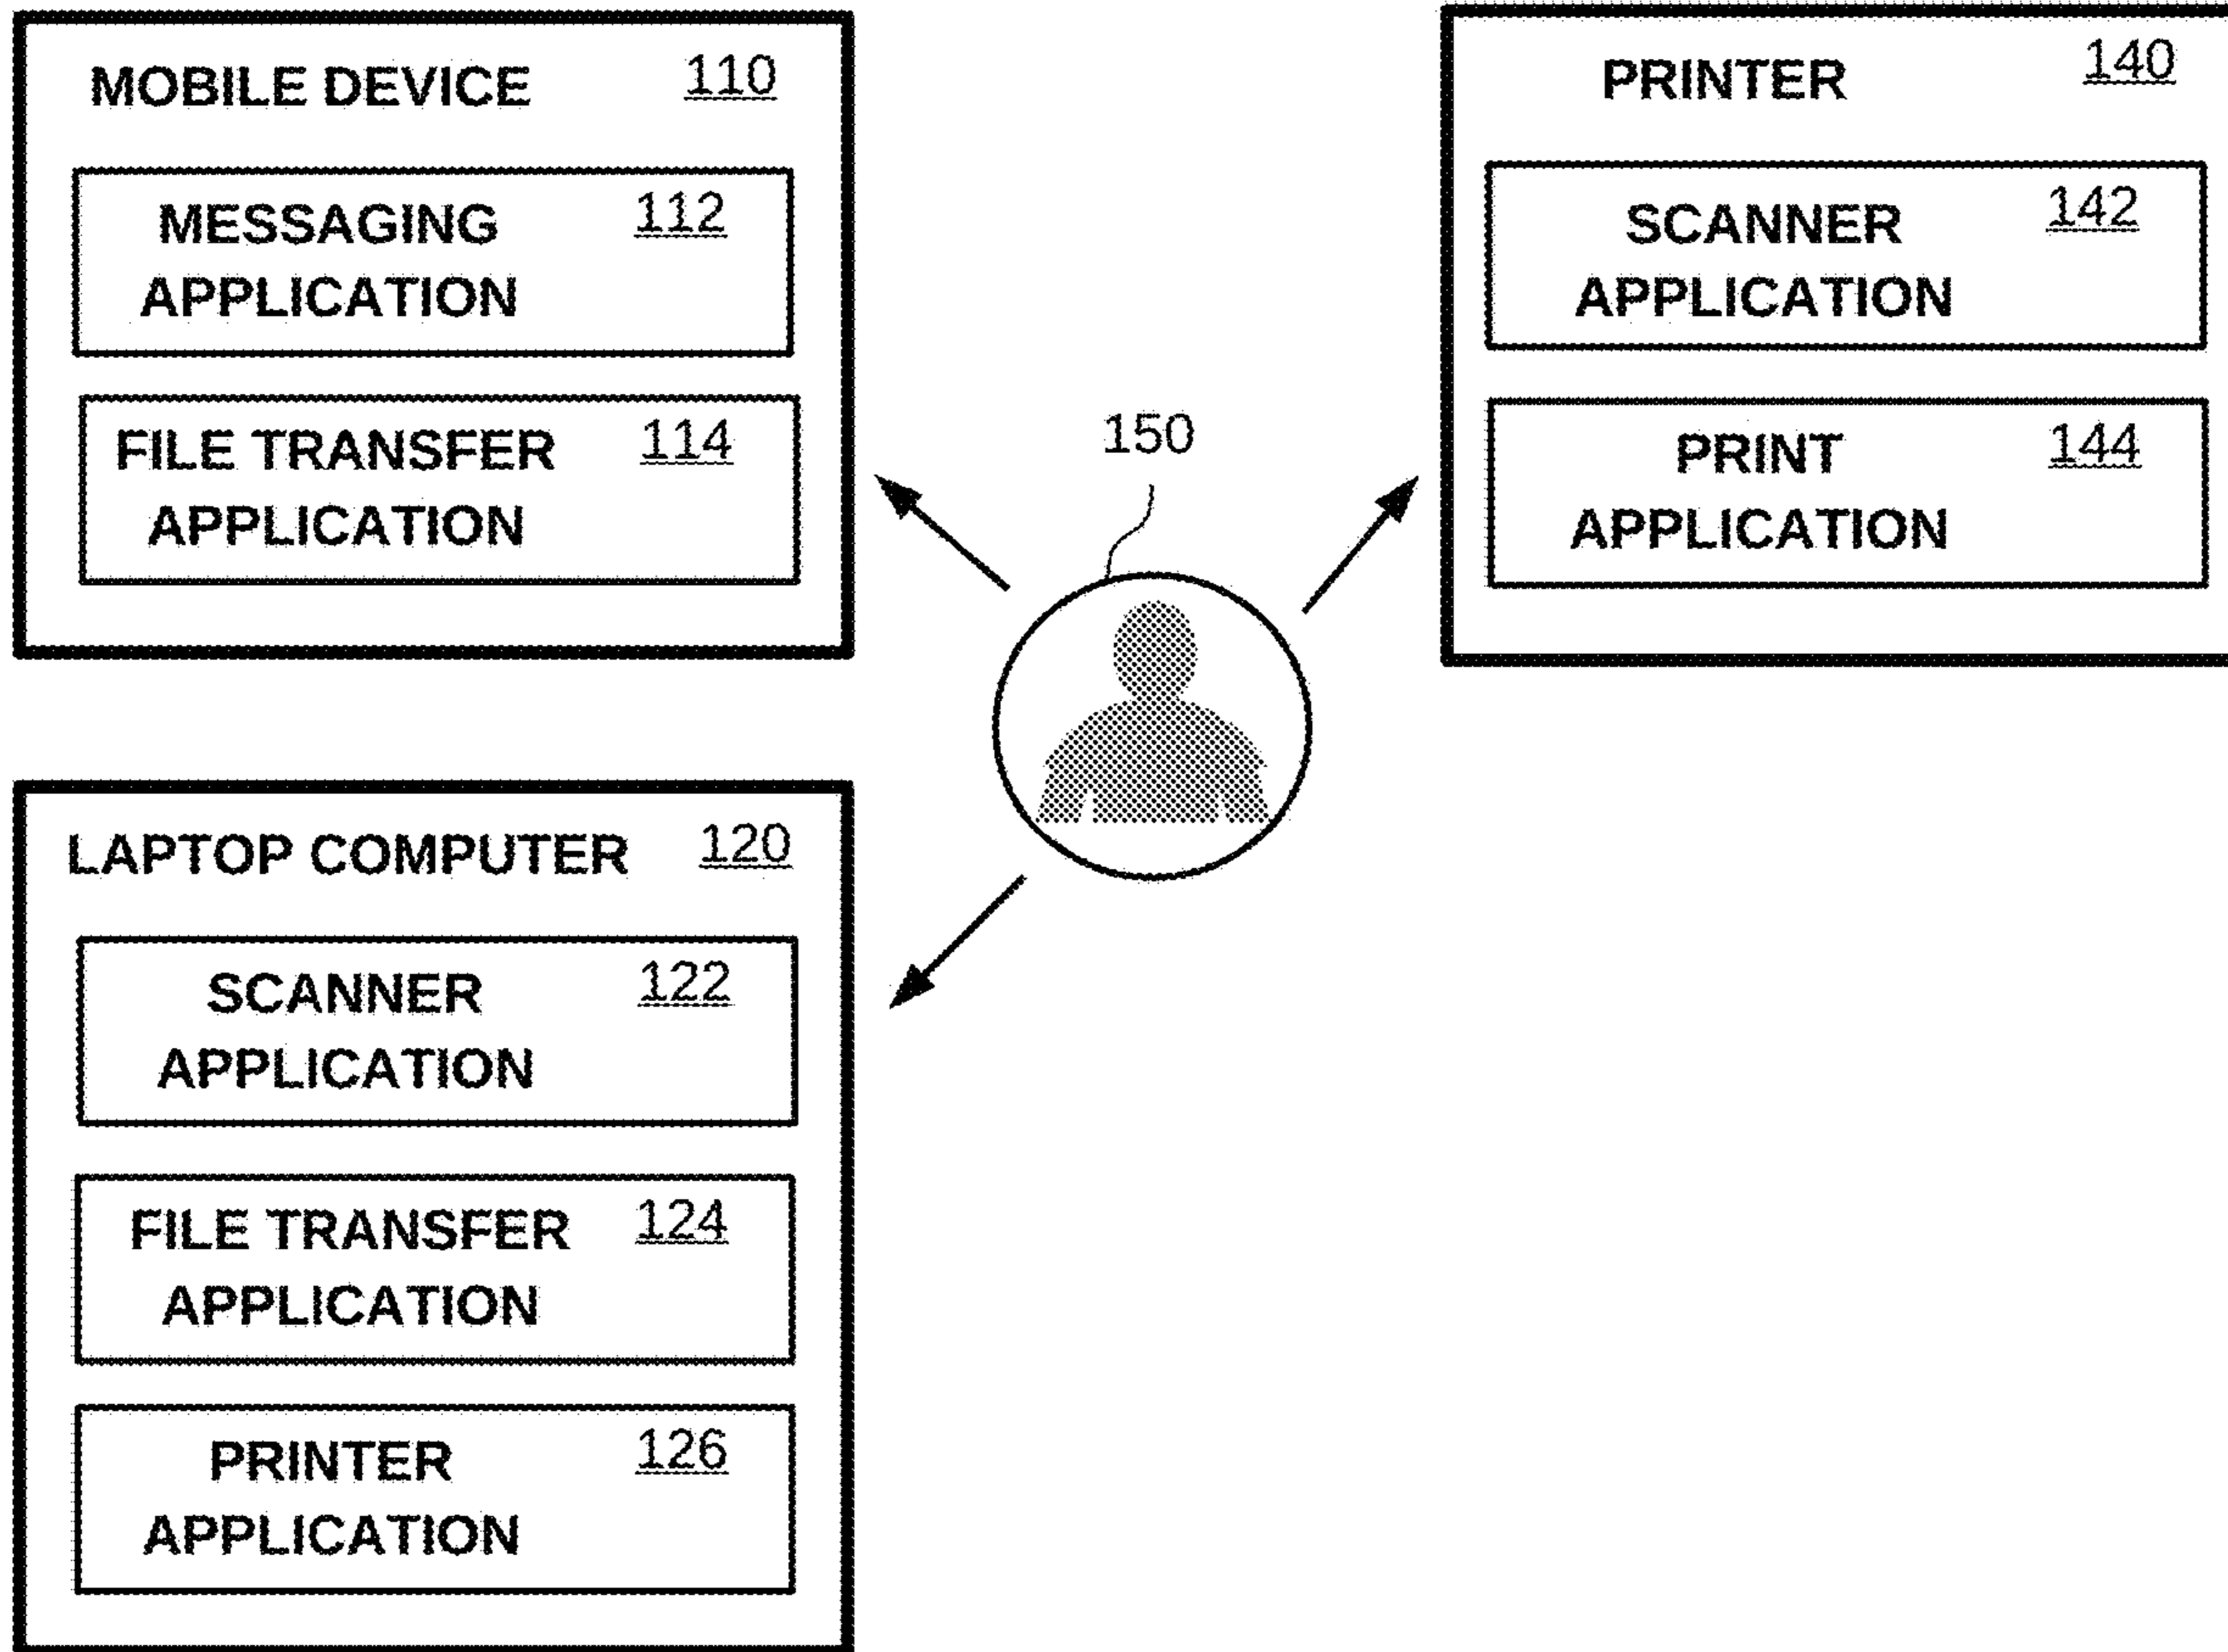 MOBILE DEVICE 110
MESSAGING 112
APPLICATION
FILE TRANSFER 114
APPLICATION
PRINTER 140
SCANNER 142
APPLICATION
PRINT 144
APPLICATION
150
LAPTOP COMPUTER 120
SCANNER 122
APPLICATION
FILE TRANSFER 124
APPLICATION
PRINTER 126
APPLICATION